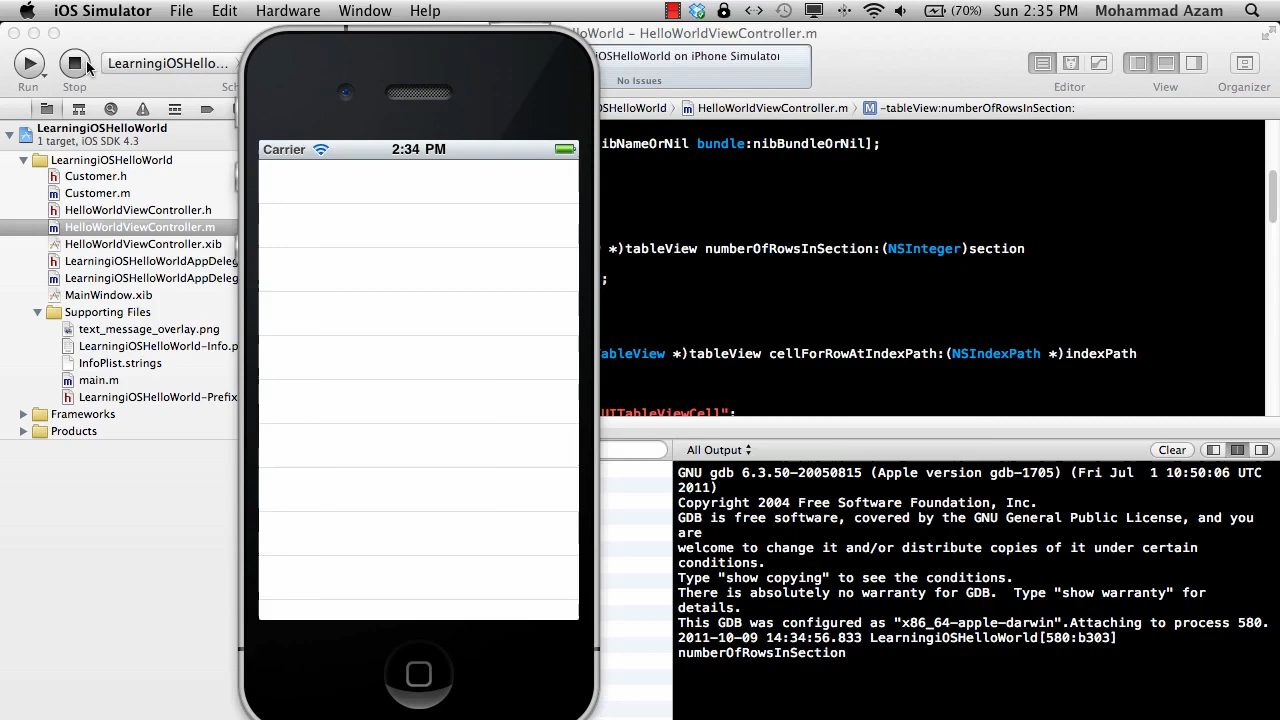 iOS Simulator File Edit Hardware Window Help (70%) Sun 2:35 PM Mohammad Azam
HelloWorld – HelloWorldViewController.m
LearningiOSHello...
iOSHelloWorld on iPhone Simulator
No Issues
Run Stop Editor View Organizer
iOSHelloWorld HelloWorldViewController.m M -tableView:numberOfRowsInSection:
LearningiOSHelloWorld
1 target, iOS SDK 4.3
LearningiOSHelloWorld
Customer.h
Customer.m
HelloWorldViewController.h
HelloWorldViewController.m
HelloWorldViewController.xib
LearningiOSHelloWorldAppDeleg
LearningiOSHelloWorldAppDeleg
MainWindow.xib
Supporting Files
text_message_overlay.png
LearningiOSHelloWorld-Info.p
InfoPlist.strings
main.m
LearningiOSHelloWorld-Prefix
Frameworks
Products
Carrier 2:34 PM
ibNameOrNil bundle:nibBundleOrNil];
*)tableView numberOfRowsInSection:(NSInteger)section
;
ableView *)tableView cellForRowAtIndexPath:(NSIndexPath *)indexPath
UITableViewCell";
All Output Clear
GNU gdb 6.3.50-20050815 (Apple version gdb-1705) (Fri Jul  1 10:50:06 UTC
2011)
Copyright 2004 Free Software Foundation, Inc.
GDB is free software, covered by the GNU General Public License, and you
are
welcome to change it and/or distribute copies of it under certain
conditions.
Type "show copying" to see the conditions.
There is absolutely no warranty for GDB.  Type "show warranty" for
details.
This GDB was configured as "x86_64-apple-darwin".Attaching to process 580.
2011-10-09 14:34:56.833 LearningiOSHelloWorld[580:b303]
numberOfRowsInSection